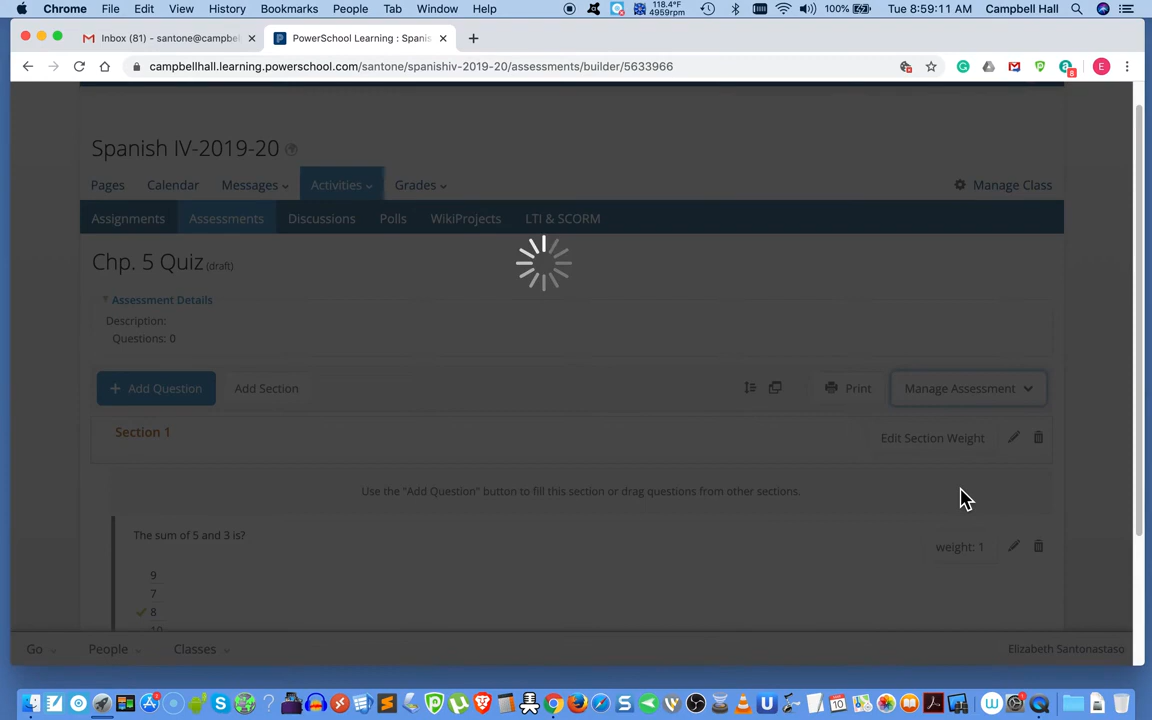 Chrome File Edit View History Bookmarks People Tab Window Help 118.4°F 4959rpm 100% Tue 8:59:11 AM Campbell Hall
Inbox (81) - santone@campbel PowerSchool Learning : Spanis
campbellhall.learning.powerschool.com/santone/spanishiv-2019-20/assessments/builder/5633966
8 E
Spanish IV-2019-20
Pages Calendar Messages Activities Grades Manage Class
Assignments Assessments Discussions Polls WikiProjects LTI & SCORM
Chp. 5 Quiz (draft)
Assessment Details
Description:
Questions: 0
+ Add Question Add Section Print Manage Assessment
Section 1 Edit Section Weight
Use the "Add Question" button to fill this section or drag questions from other sections.
The sum of 5 and 3 is? weight: 1
9
7
8
10
Go People Classes Elizabeth Santonastaso